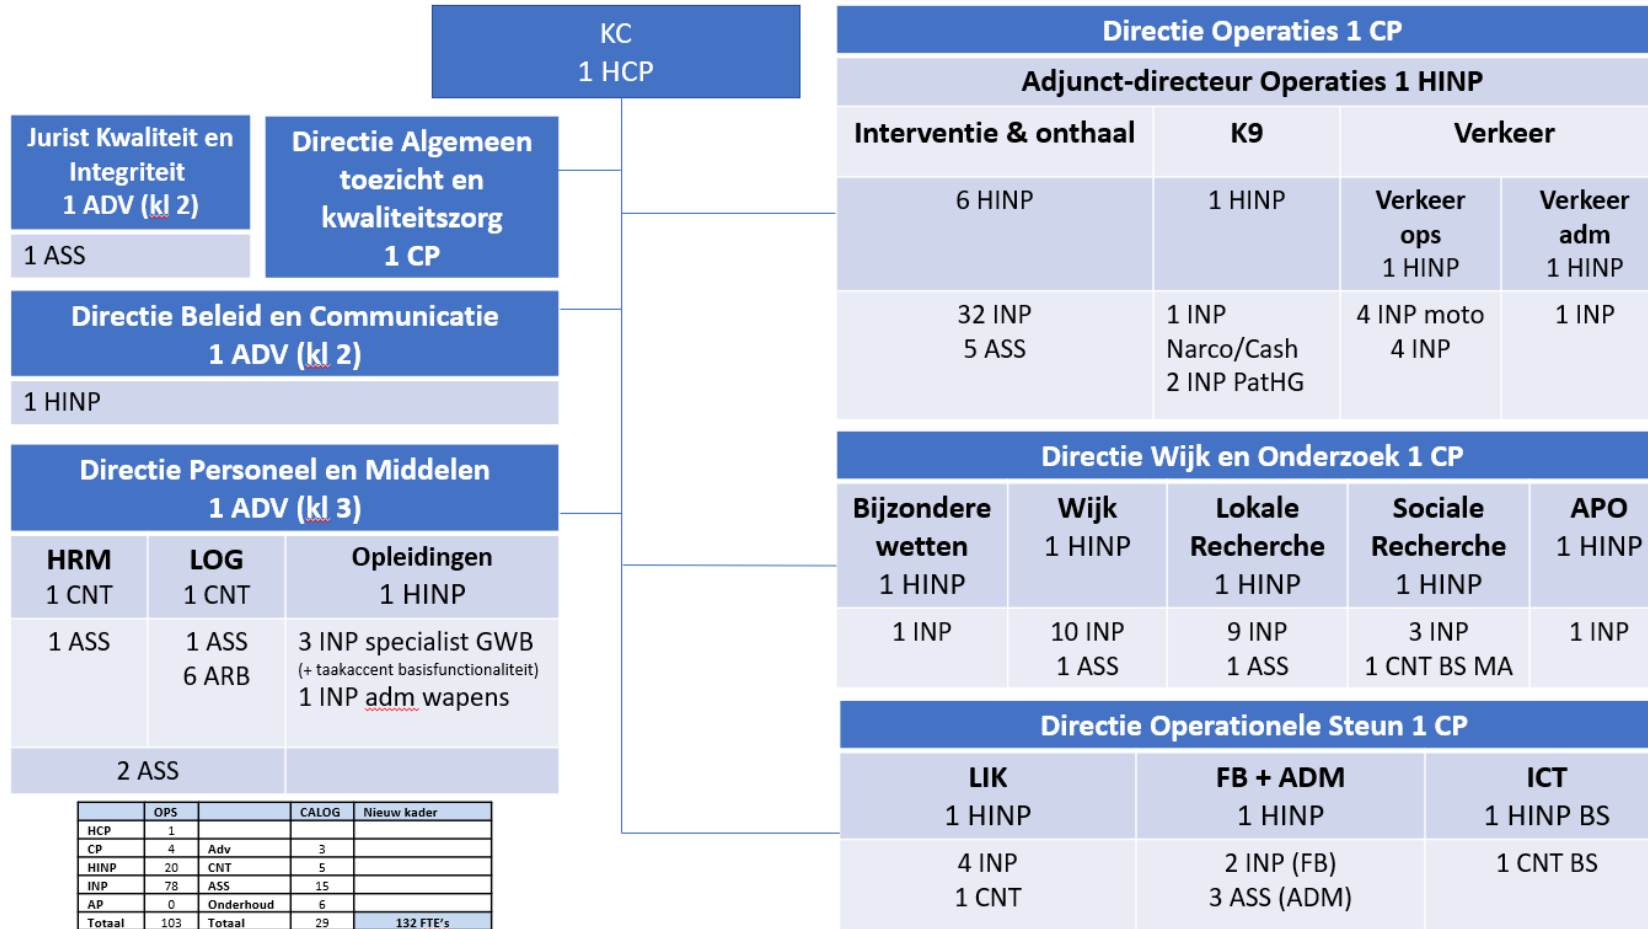 KC
1 HCP
Jurist Kwaliteit en
Integriteit
1 ADV (kl 2)
1 ASS
Directie Algemeen
toezicht en
kwaliteitszorg
1 CP
Directie Beleid en Communicatie
1 ADV (kl 2)
1 HINP
Directie Personeel en Middelen
1 ADV (kl 3)
HRM
1 CNT
LOG
1 CNT
Opleidingen
1 HINP
1 ASS
1 ASS
6 ARB
3 INP specialist GWB
(+ taakaccent basisfunctionaliteit)
1 INP adm wapens
2 ASS
OPS CALOG Nieuw kader
HCP 1
CP 4 Adv 3
HINP 20 CNT 5
INP 78 ASS 15
AP 0 Onderhoud 6
Totaal 103 Totaal 29 132 FTE's
Directie Operaties 1 CP
Adjunct-directeur Operaties 1 HINP
Interventie & onthaal K9 Verkeer
6 HINP
1 HINP
Verkeer
ops
1 HINP
Verkeer
adm
1 HINP
32 INP
5 ASS
1 INP
Narco/Cash
2 INP PatHG
4 INP moto
4 INP
1 INP
Directie Wijk en Onderzoek 1 CP
Bijzondere
wetten
1 HINP
Wijk
1 HINP
Lokale
Recherche
1 HINP
Sociale
Recherche
1 HINP
APO
1 HINP
1 INP
10 INP
1 ASS
9 INP
1 ASS
3 INP
1 CNT BS MA
1 INP
Directie Operationele Steun 1 CP
LIK
1 HINP
FB + ADM
1 HINP
ICT
1 HINP BS
4 INP
1 CNT
2 INP (FB)
3 ASS (ADM)
1 CNT BS